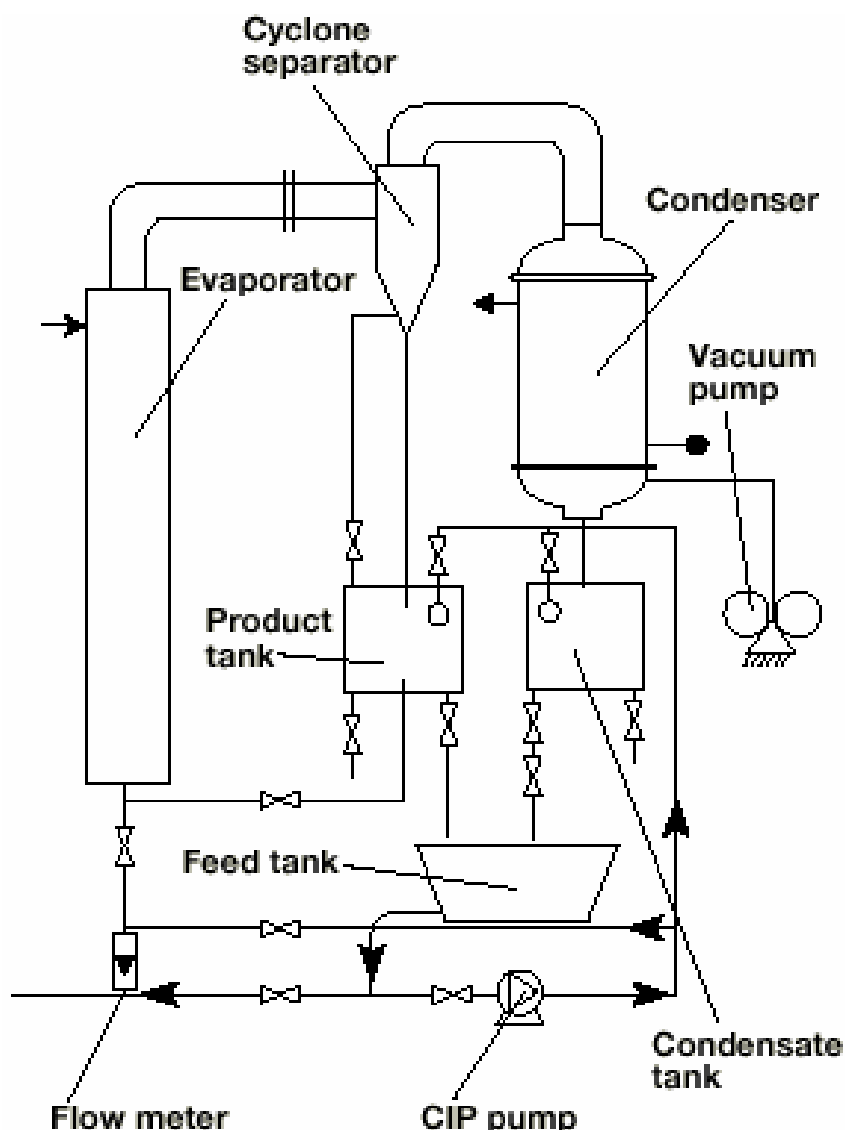 Cyclone
separator
Condenser
Evaporator
Vacuum
pump
Product
tank
Feed tank
Condensate
tank
Flow meter
CIP pump